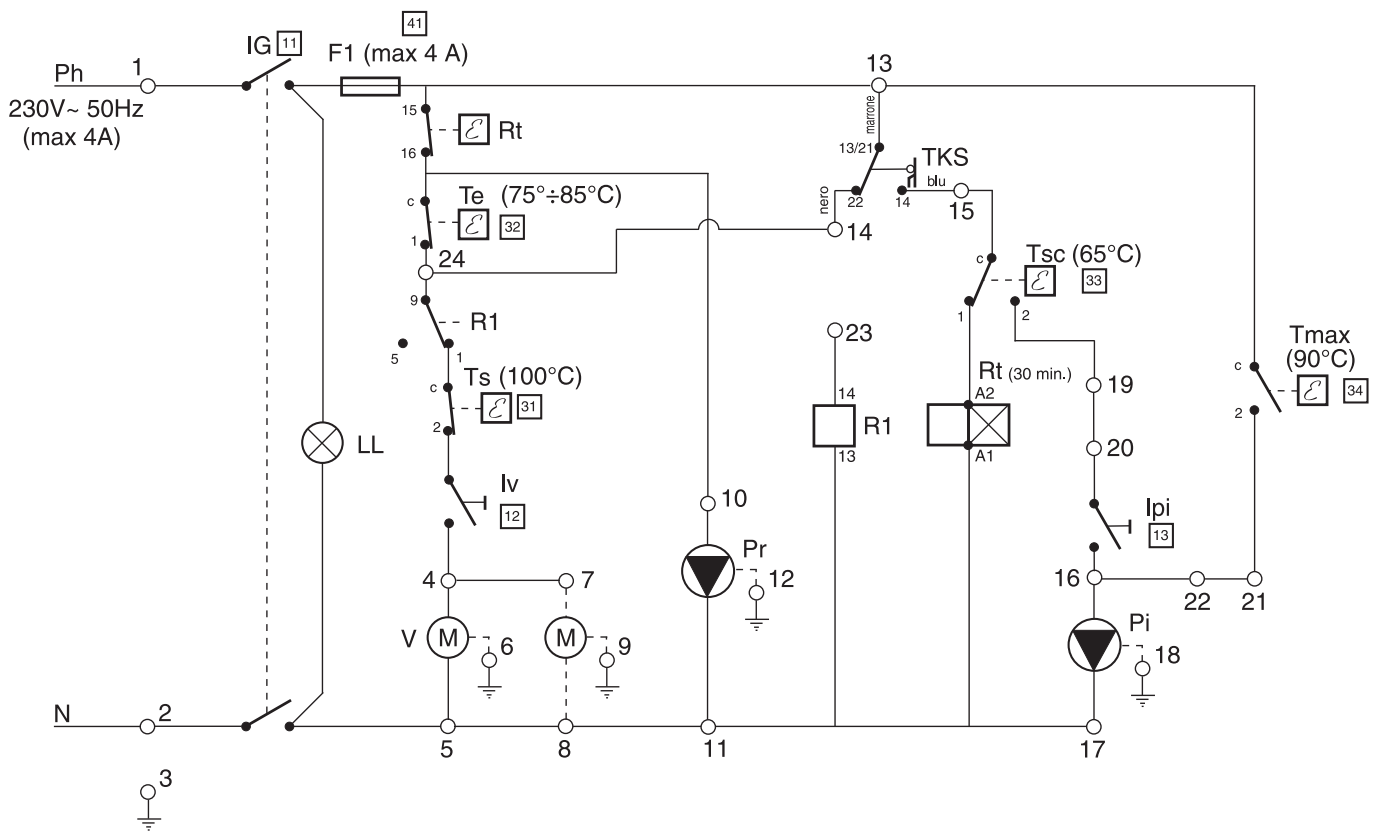 41
IG 11
F1 (max 4 A)
Ph
1
13
230V~ 50Hz
(max 4A)
15
ℰ
Rt
16
marrone
13/21
TKS
c
Te (75°÷85°C)
ℰ
32
1
24
nero
22
14
blu
15
14
c
Tsc (65°C)
ℰ
33
1
2
9
R1
5
1
23
c
Ts (100°C)
ℰ
31
2
14
R1
13
Rt (30 min.)
A2
A1
19
20
Tmax
(90°C)
c
ℰ
34
2
LL
Iv
12
10
Ipi
13
4
7
Pr
12
16
22
21
V
M
6
M
9
Pi
18
N
2
5
8
11
17
3